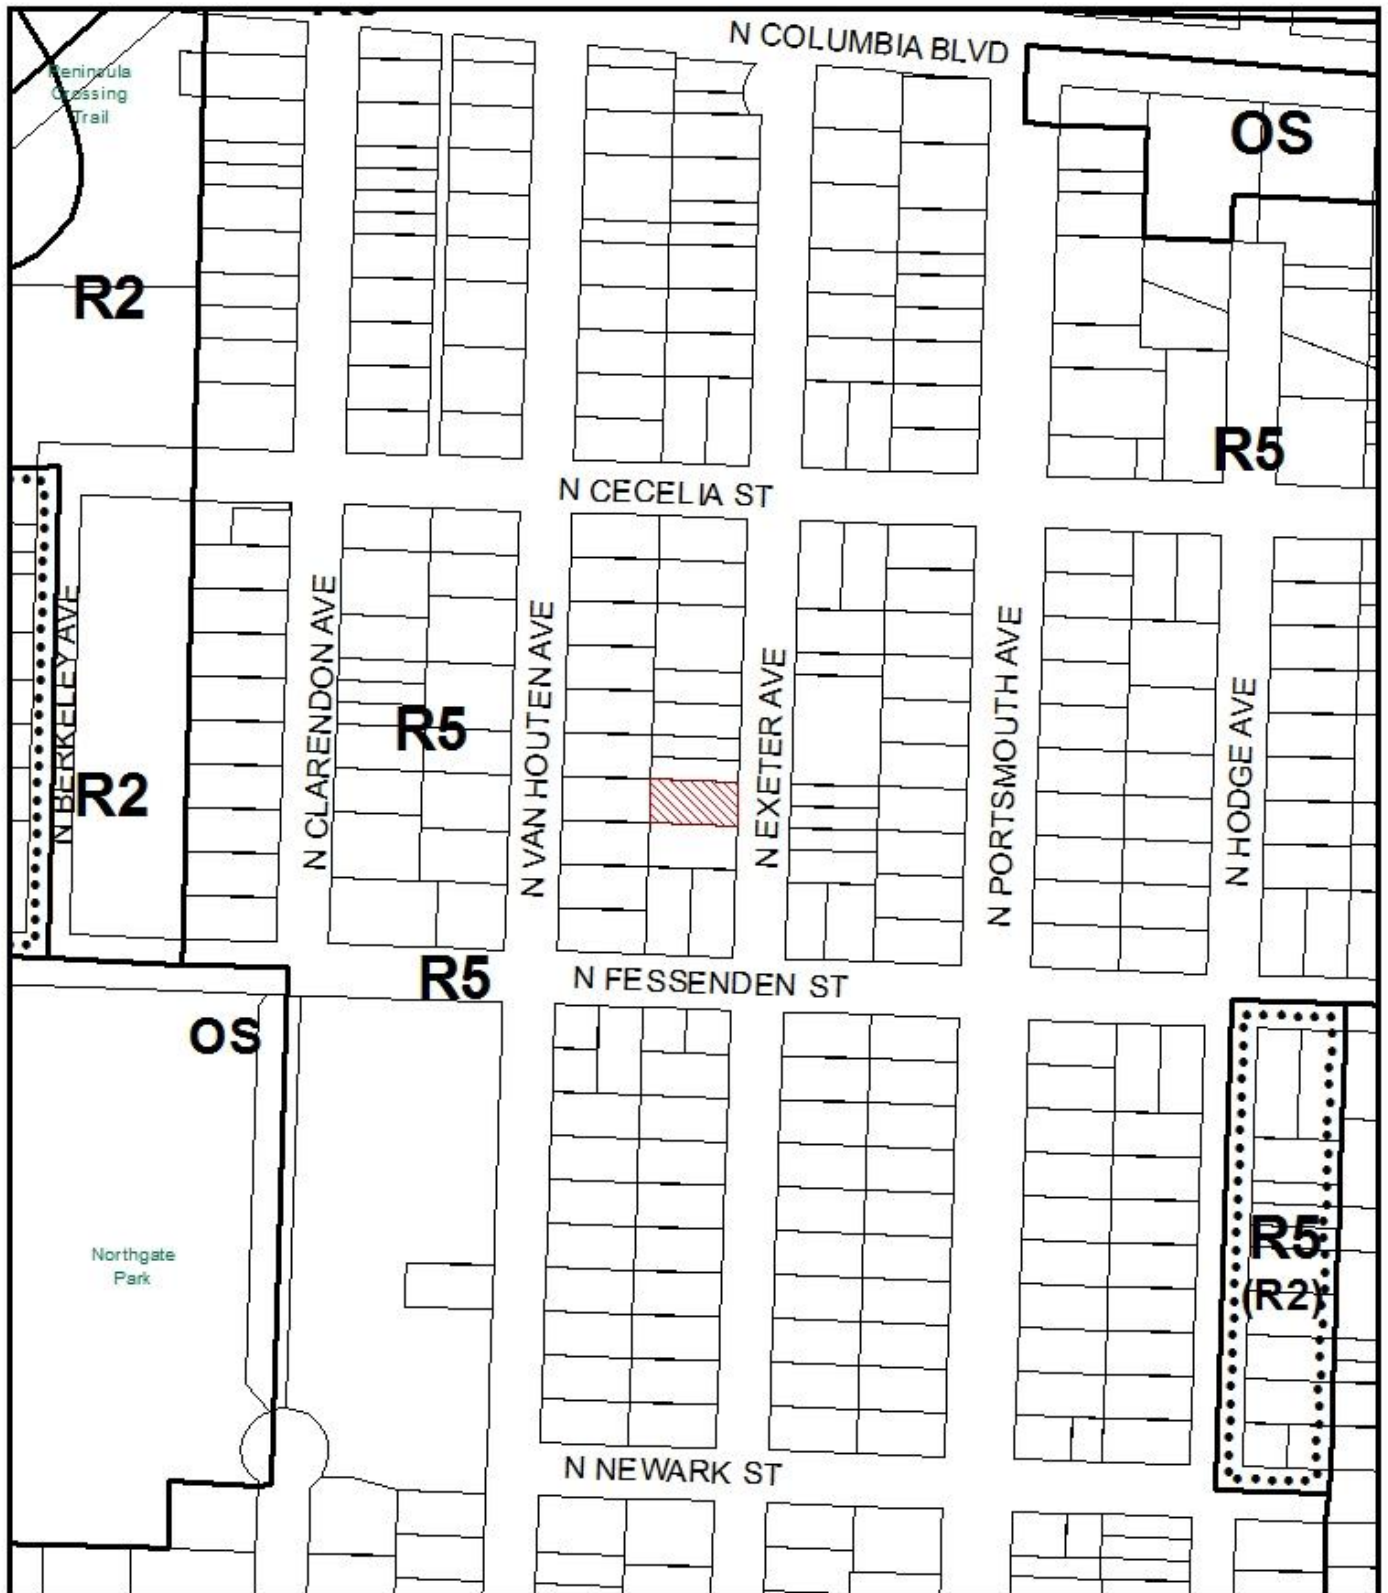 N COLUMBIA BLVD
Peninsula
Crossing
Trail
OS
R2
R5
N CECELIA ST
N BERKELEY AVE
N CLARENDON AVE
N VAN HOUTEN AVE
N EXETER AVE
N PORTSMOUTH AVE
N HODGE AVE
R5
R2
R5
N FESSENDEN ST
OS
Northgate
Park
R5
(R2)
N NEWARK ST